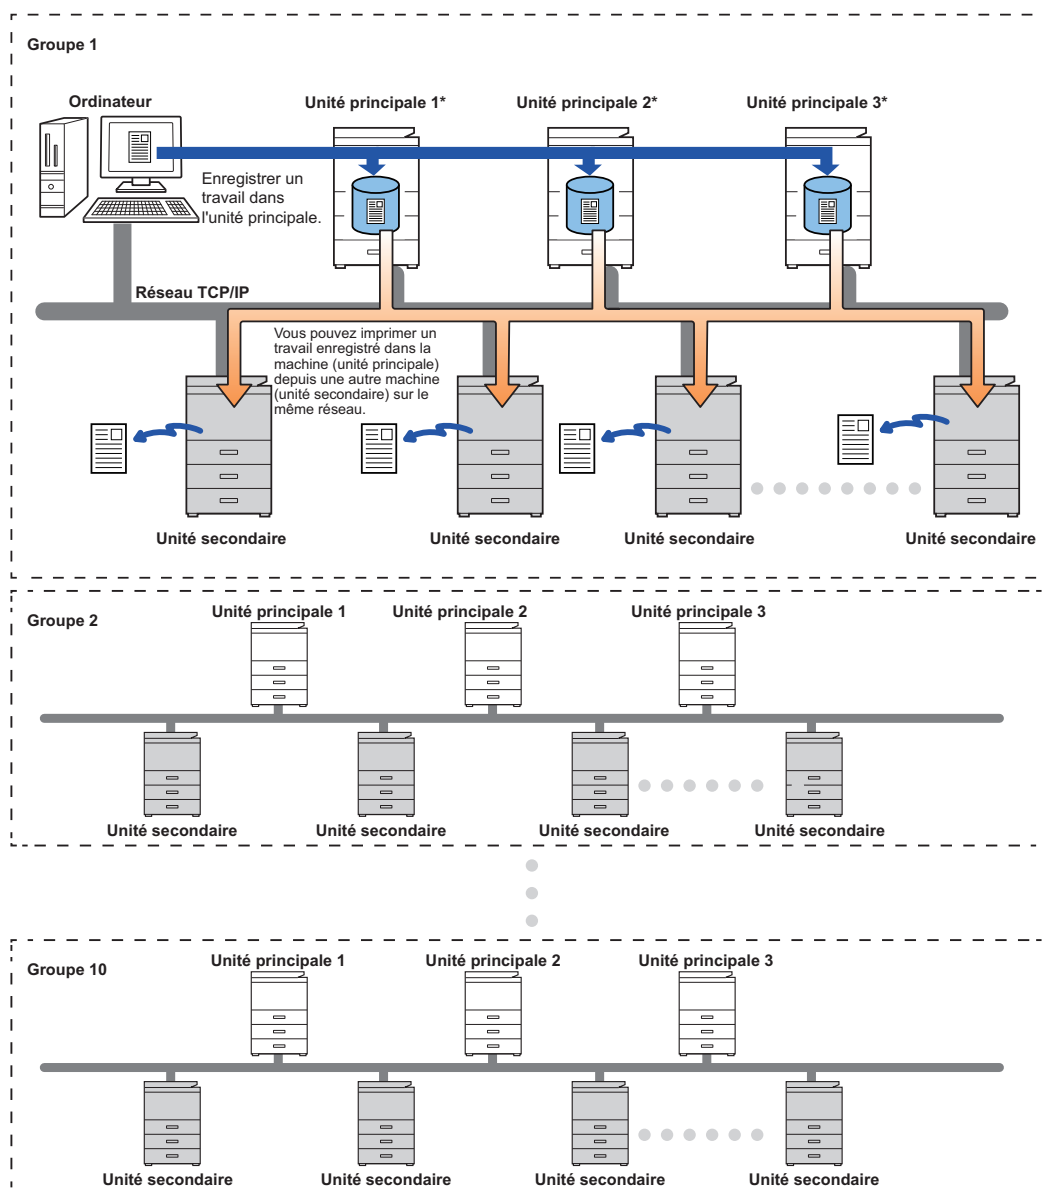 Groupe 1
Ordinateur
Unité principale 1*
Unité principale 2*
Unité principale 3*
Enregistrer un
travail dans
l'unité principale.
Réseau TCP/IP
Vous pouvez imprimer un
travail enregistré dans la
machine (unité principale)
depuis une autre machine
(unité secondaire) sur le
même réseau.
Unité secondaire
Unité secondaire
Unité secondaire
Unité secondaire
Groupe 2
Unité principale 1
Unité principale 2
Unité principale 3
Unité secondaire
Unité secondaire
Unité secondaire
Unité secondaire
Groupe 10
Unité principale 1
Unité principale 2
Unité principale 3
Unité secondaire
Unité secondaire
Unité secondaire
Unité secondaire